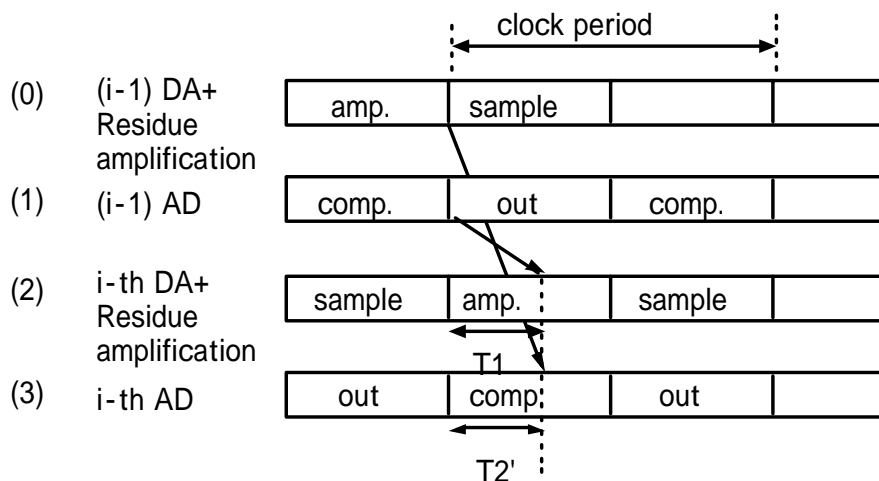 clock period
(0) (i-1) DA+
Residue
amplification
amp. sample
(1) (i-1) AD
comp. out comp.
(2) i-th DA+
Residue
amplification
sample amp. sample
T1
(3) i-th AD
out comp out
T2'